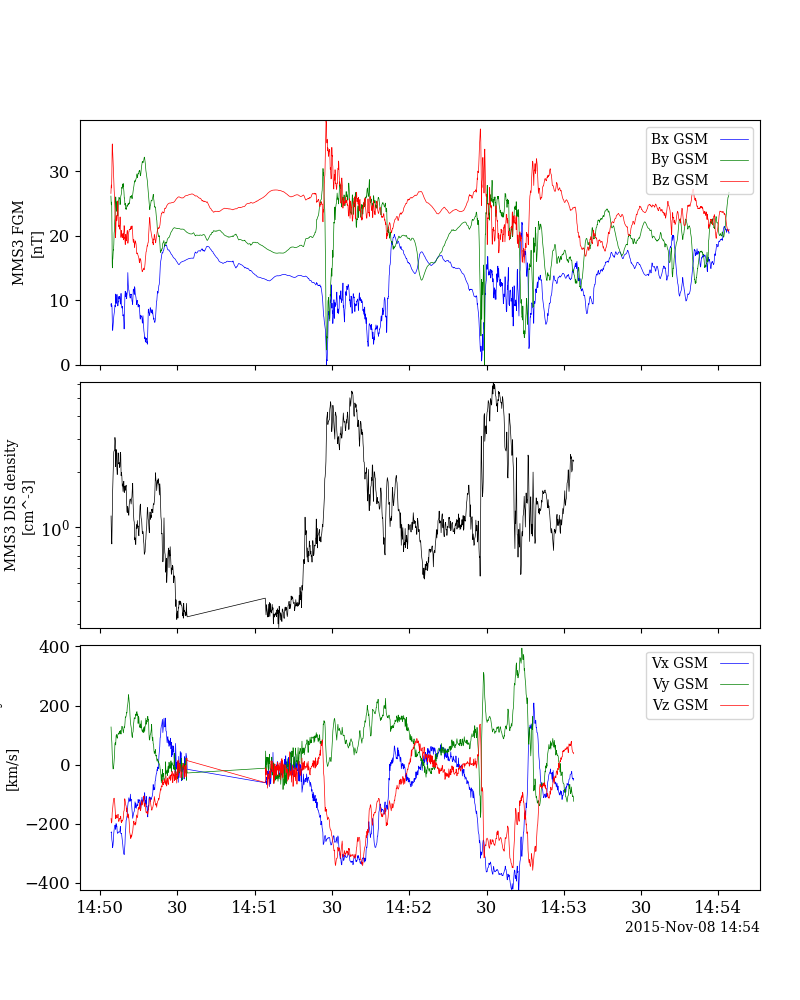 MMS3 FGM
[nT]
30
20
10
0
Bx GSM
By GSM
Bz GSM
MMS3 DIS density
[cm^-3]
10^0
[km/s]
400
200
0
−200
−400
Vx GSM
Vy GSM
Vz GSM
14:50 30 14:51 30 14:52 30 14:53 30 14:54
2015-Nov-08 14:54